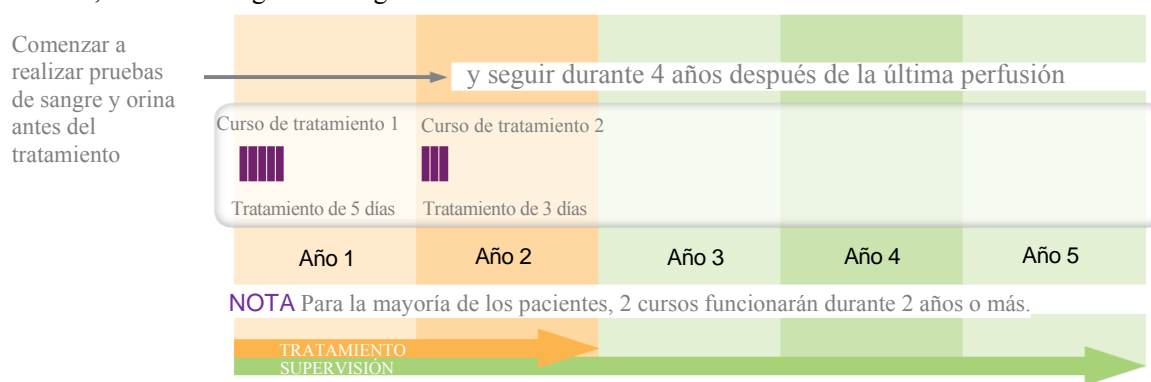 Comenzar a
realizar pruebas
de sangre y orina
antes del
tratamiento
y seguir durante 4 años después de la última perfusión
Curso de tratamiento 1
Curso de tratamiento 2
Tratamiento de 5 días
Tratamiento de 3 días
Año 1
Año 2
Año 3
Año 4
Año 5
NOTA Para la mayoría de los pacientes, 2 cursos funcionarán durante 2 años o más.
TRATAMIENTO
SUPERVISIÓN